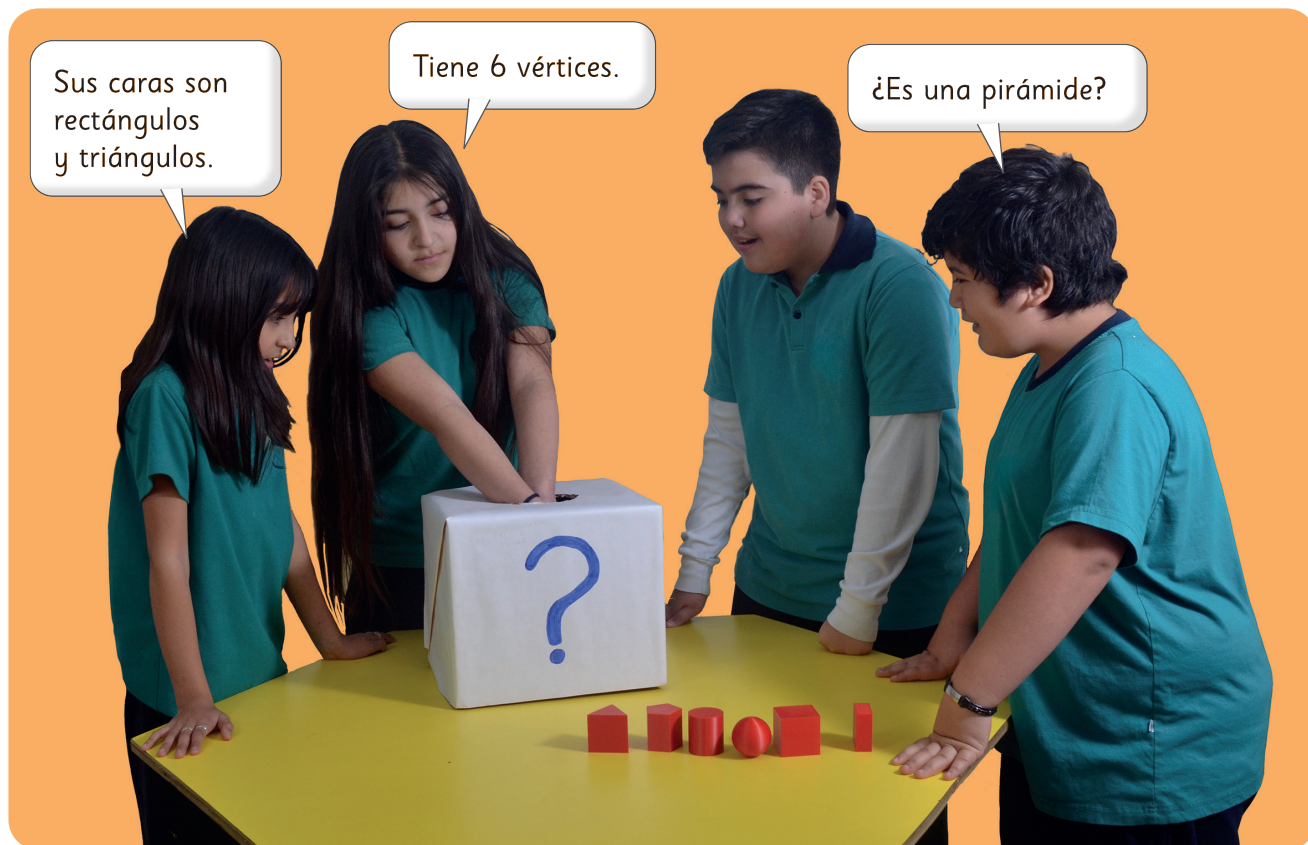 Sus caras son
rectángulos
y triángulos.
Tiene 6 vértices.
¿Es una pirámide?
?